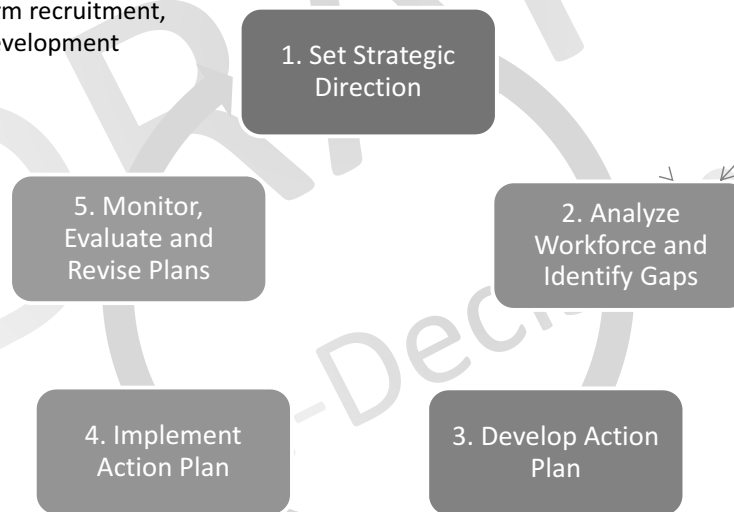 rm recruitment,
evelopment
1. Set Strategic
Direction
2. Analyze
Workforce and
Identify Gaps
3. Develop Action
Plan
4. Implement
Action Plan
5. Monitor,
Evaluate and
Revise Plans